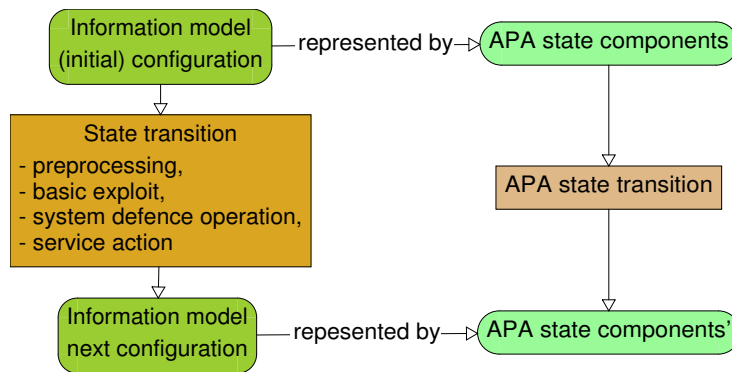 Information model
(initial) configuration
represented by
APA state components
State transition
- preprocessing,
- basic exploit,
- system defence operation,
- service action
APA state transition
Information model
next configuration
repesented by
APA state components'